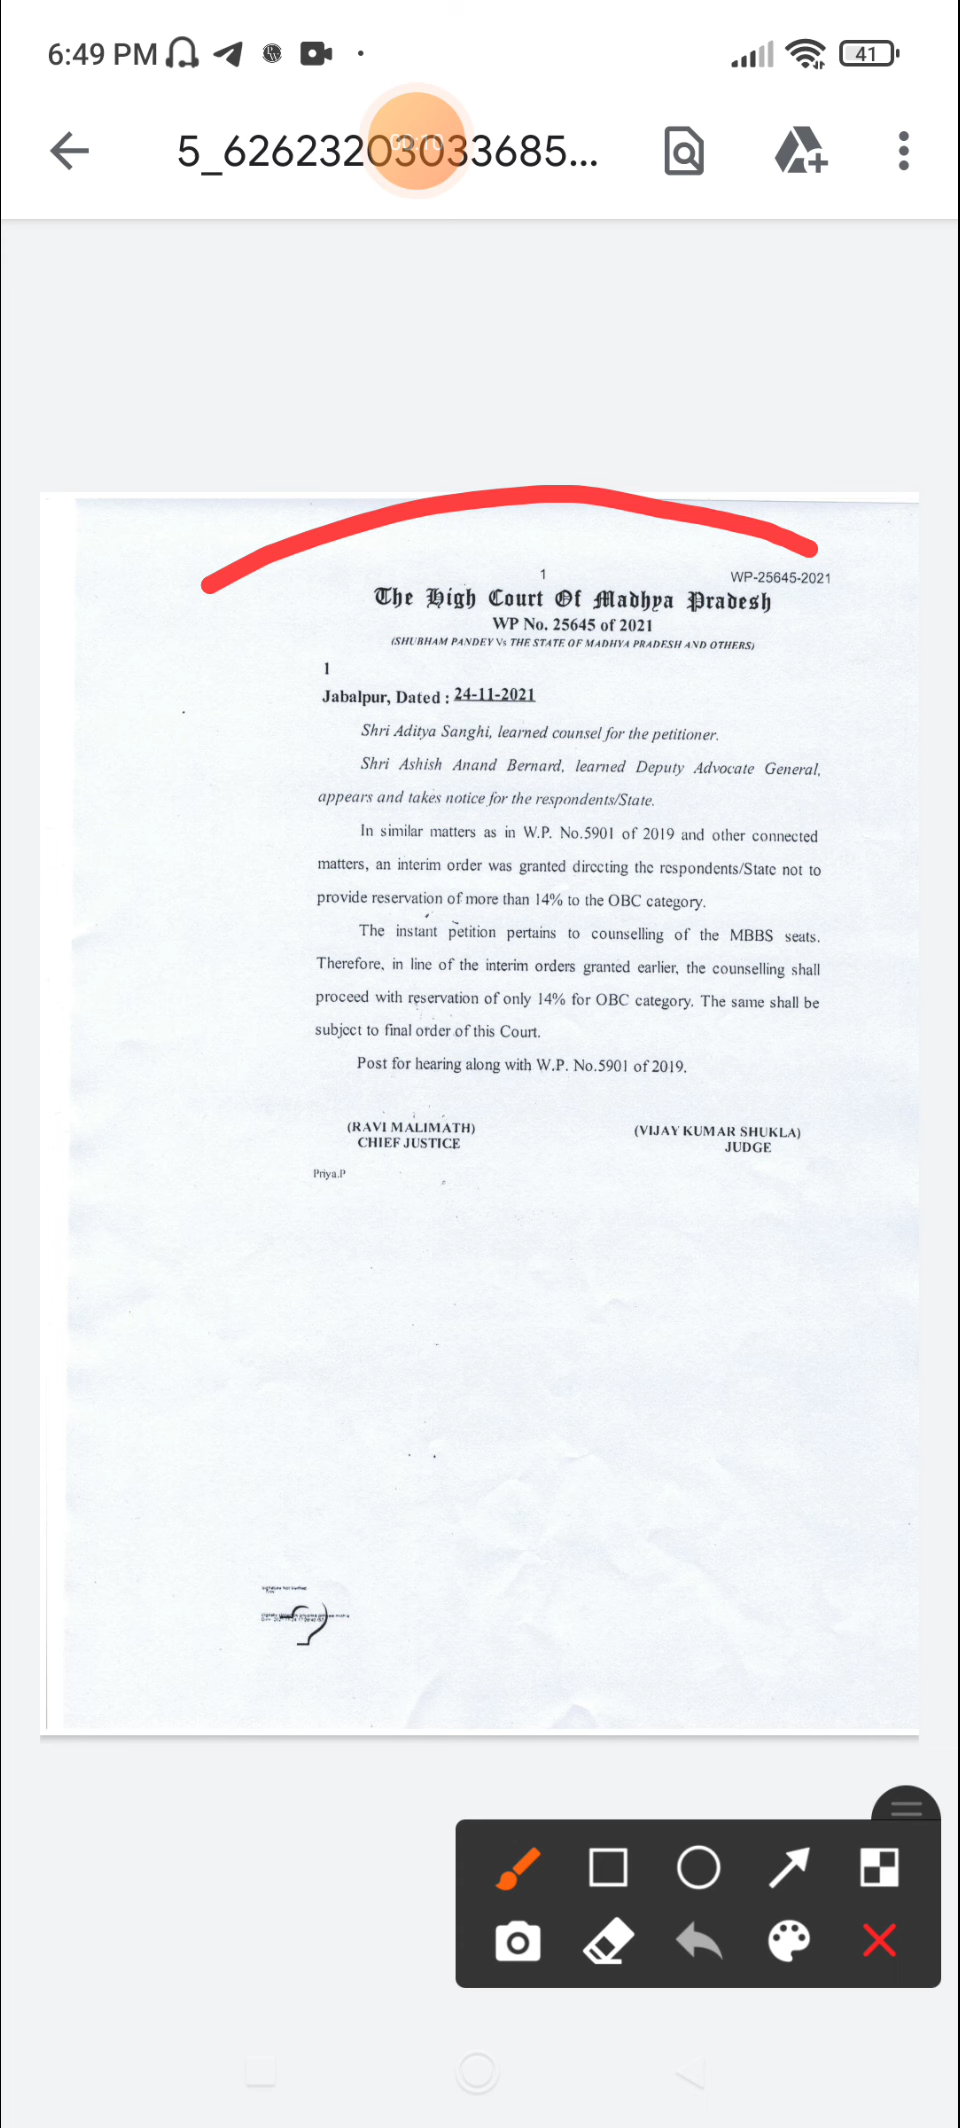 6:49 PM
41
5_62623203033685...
00:10
1
WP-25645-2021
The High Court Of Madhya Pradesh
WP No. 25645 of 2021
(SHUBHAM PANDEY Vs THE STATE OF MADHYA PRADESH AND OTHERS)
1
Jabalpur, Dated : 24-11-2021
Shri Aditya Sanghi, learned counsel for the petitioner.
Shri Ashish Anand Bernard, learned Deputy Advocate General,
appears and takes notice for the respondents/State.
In similar matters as in W.P. No.5901 of 2019 and other connected
matters, an interim order was granted directing the respondents/State not to
provide reservation of more than 14% to the OBC category.
The instant petition pertains to counselling of the MBBS seats.
Therefore, in line of the interim orders granted earlier, the counselling shall
proceed with reservation of only 14% for OBC category. The same shall be
subject to final order of this Court.
Post for hearing along with W.P. No.5901 of 2019.
(RAVI MALIMATH)
CHIEF JUSTICE
(VIJAY KUMAR SHUKLA)
JUDGE
Priya.P